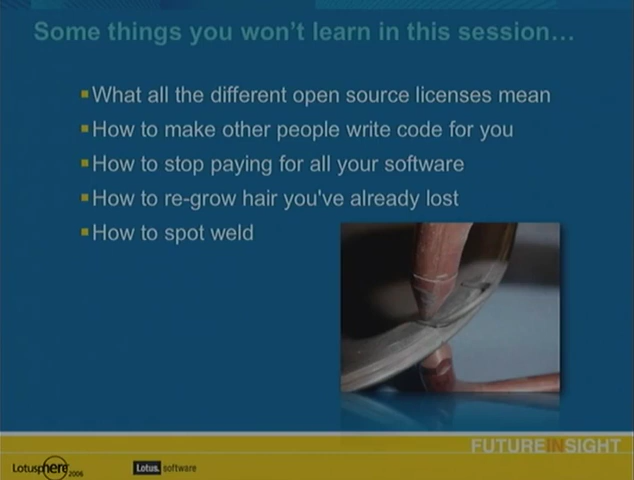 Some things you won't learn in this session…
What all the different open source licenses mean
How to make other people write code for you
How to stop paying for all your software
How to re-grow hair you've already lost
How to spot weld
FUTUREINSIGHT
Lotusphere 2006
Lotus. software